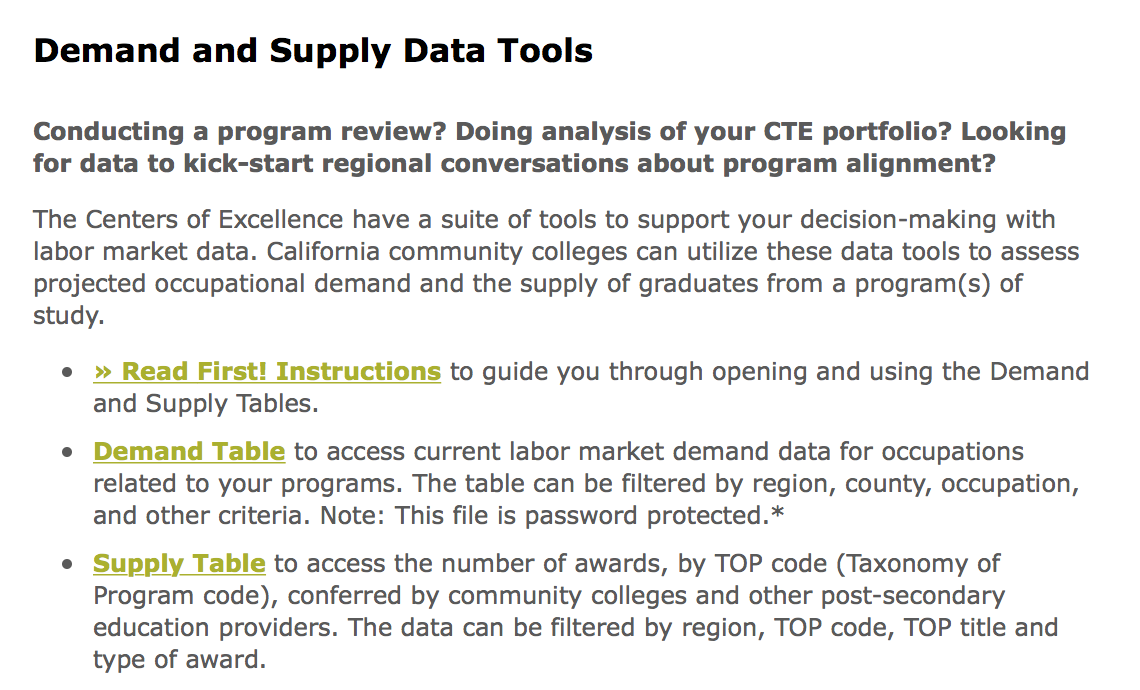 Demand and Supply Data Tools
Conducting a program review? Doing analysis of your CTE portfolio? Looking
for data to kick-start regional conversations about program alignment?
The Centers of Excellence have a suite of tools to support your decision-making with
labor market data. California community colleges can utilize these data tools to assess
projected occupational demand and the supply of graduates from a program(s) of
study.
• » Read First! Instructions to guide you through opening and using the Demand
and Supply Tables.
• Demand Table to access current labor market demand data for occupations
related to your programs. The table can be filtered by region, county, occupation,
and other criteria. Note: This file is password protected.*
• Supply Table to access the number of awards, by TOP code (Taxonomy of
Program code), conferred by community colleges and other post-secondary
education providers. The data can be filtered by region, TOP code, TOP title and
type of award.